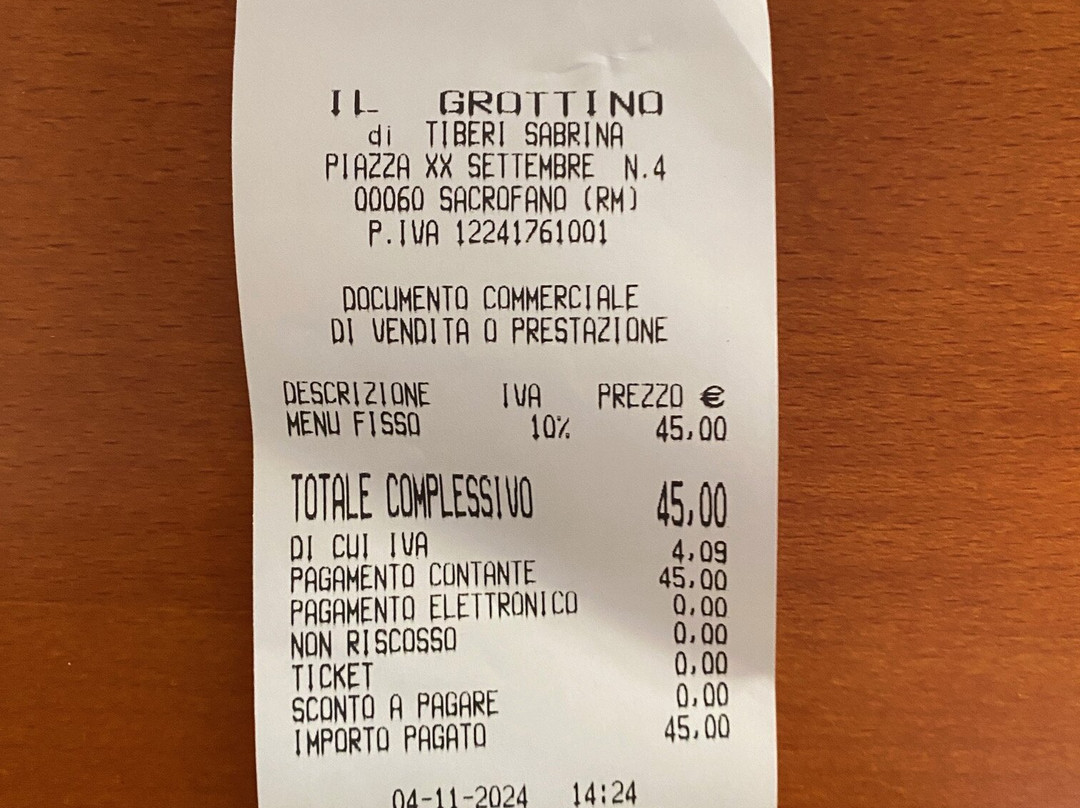 IL GROTTINO
di TIBERI SABRINA
PIAZZA XX SETTEMBRE N.4
00060 SACROFANO (RM)
P.IVA 12241761001
DOCUMENTO COMMERCIALE
DI VENDITA O PRESTAZIONE
DESCRIZIONE IVA PREZZO €
MENU FISSO 10% 45,00
TOTALE COMPLESSIVO 45,00
DI CUI IVA 4,09
PAGAMENTO CONTANTE 45,00
PAGAMENTO ELETTRONICO 0,00
NON RISCOSSO 0,00
TICKET 0,00
SCONTO A PAGARE 0,00
IMPORTO PAGATO 45,00
04-11-2024 14:24